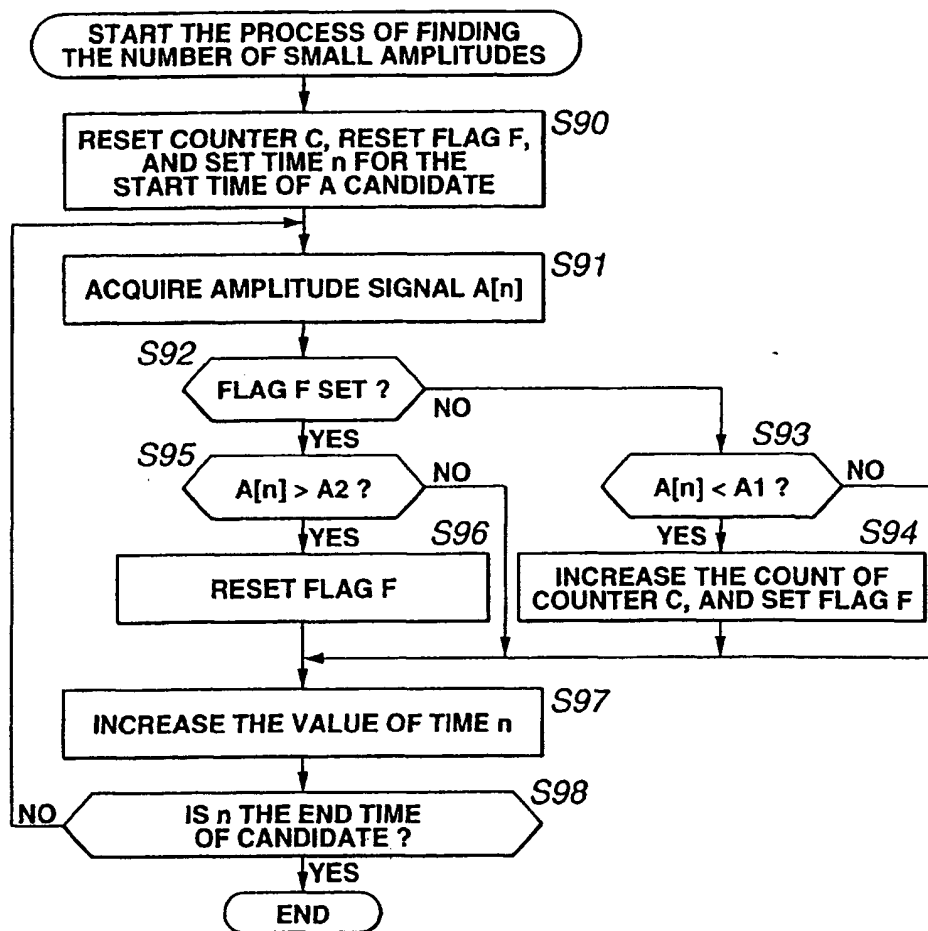 START THE PROCESS OF FINDING
THE NUMBER OF SMALL AMPLITUDES
S90
RESET COUNTER C, RESET FLAG F,
AND SET TIME n FOR THE
START TIME OF A CANDIDATE
S91
ACQUIRE AMPLITUDE SIGNAL A[n]
S92
FLAG F SET ?
NO
YES
S93
A[n] < A1 ?
NO
YES
S95
A[n] > A2 ?
NO
YES
S96
RESET FLAG F
S94
INCREASE THE COUNT OF
COUNTER C, AND SET FLAG F
S97
INCREASE THE VALUE OF TIME n
S98
IS n THE END TIME
OF CANDIDATE ?
NO
YES
END